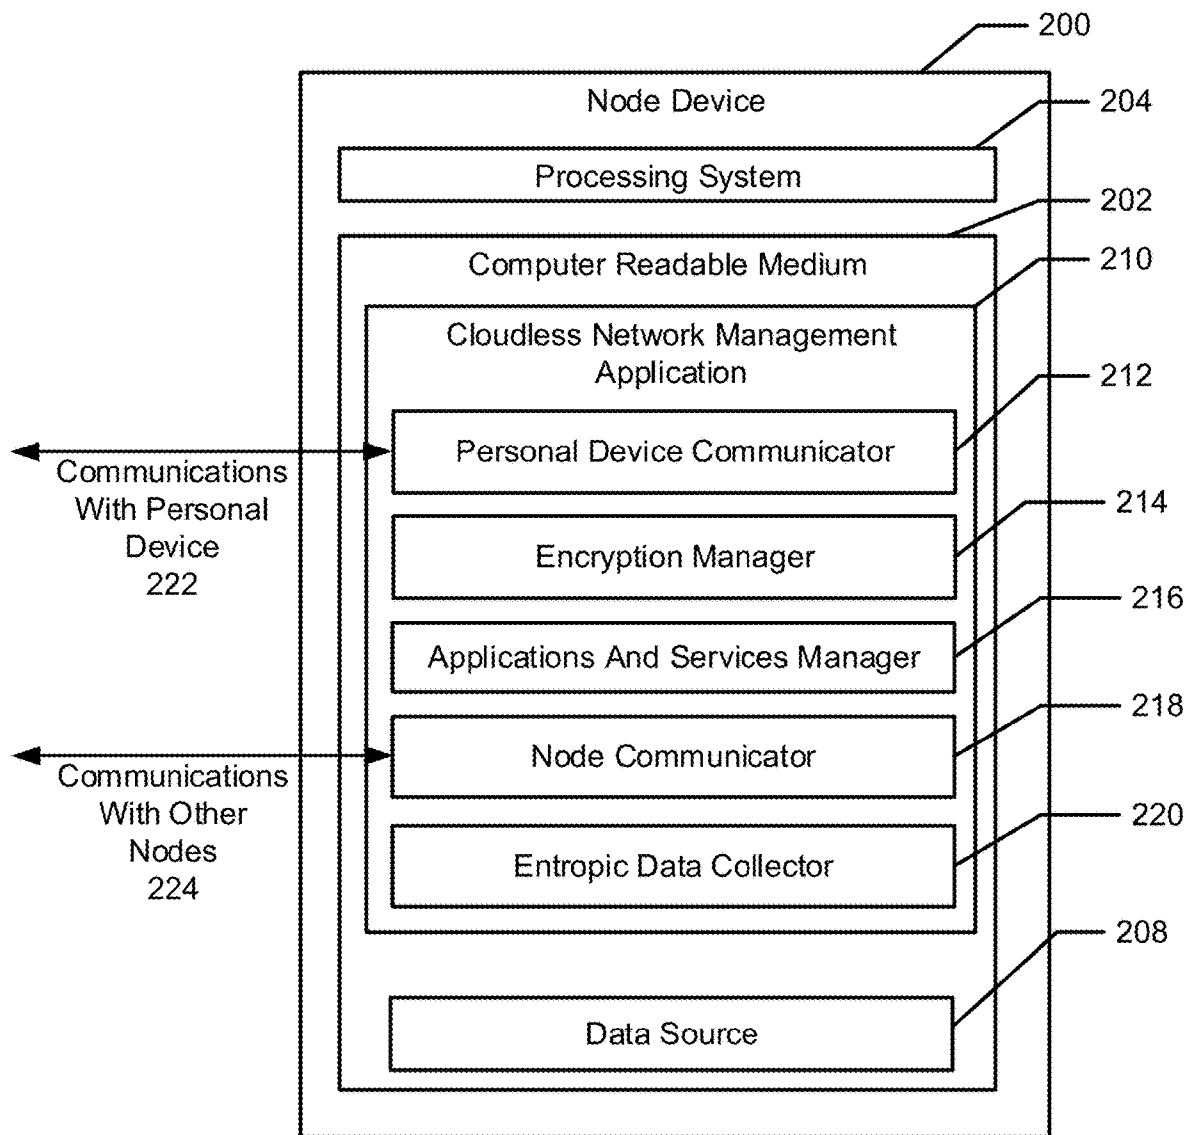 200
Node Device
204
Processing System
202
Computer Readable Medium
210
Cloudless Network Management
Application
212
Personal Device Communicator
Communications
With Personal
Device
222
214
Encryption Manager
216
Applications And Services Manager
218
Node Communicator
Communications
With Other
Nodes
224
220
Entropic Data Collector
208
Data Source